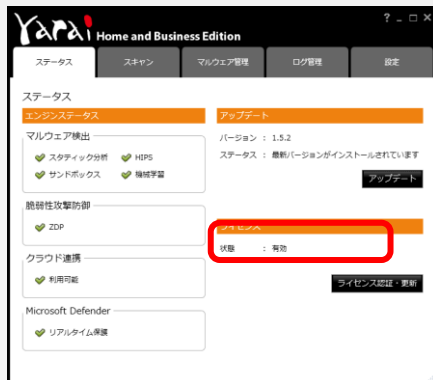 Yarai Home and Business Edition
? _ □ ×
ステータス スキャン マルウェア管理 ログ管理 設定
ステータス
エンジンステータス
マルウェア検出
スタティック分析 HIPS
サンドボックス 機械学習
脆弱性攻撃防御
ZDP
クラウド連携
利用可能
Microsoft Defender
リアルタイム保護
アップデート
バージョン : 1.5.2
ステータス : 最新バージョンがインストールされています
アップデート
ライセンス
状態 : 有効
ライセンス認証・更新